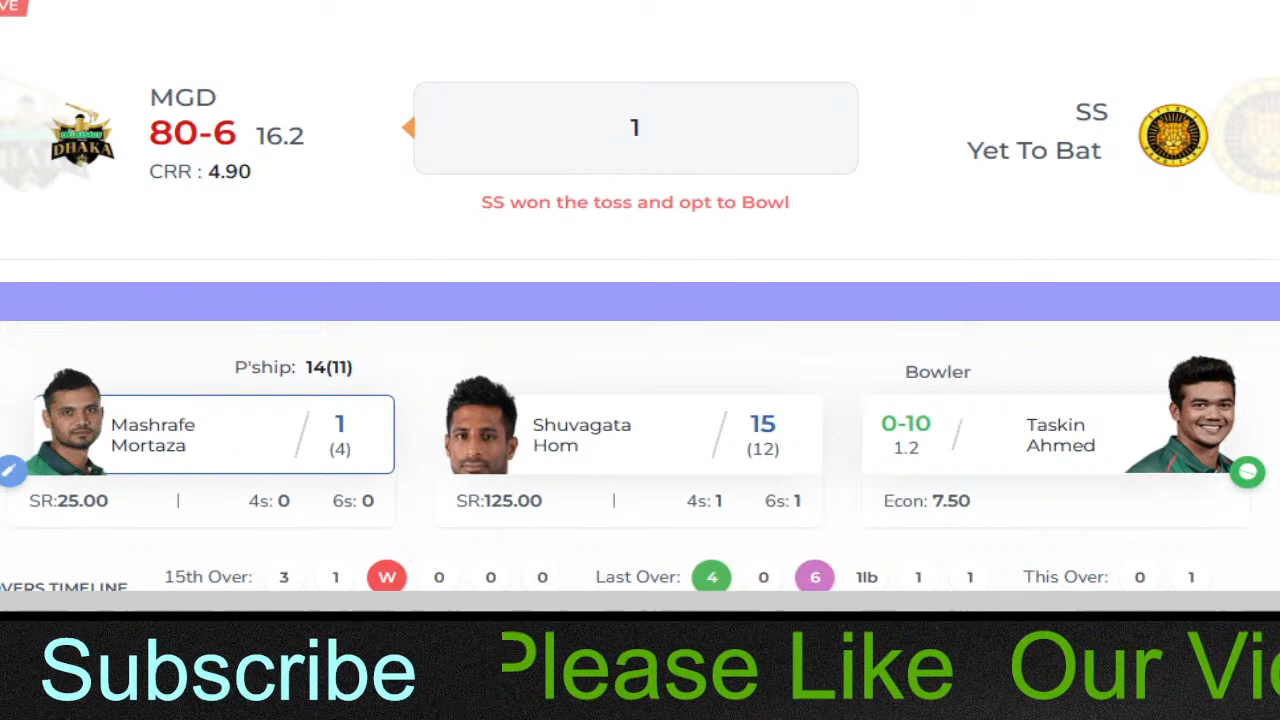 VE
MGD
80-6 16.2
CRR : 4.90
1
SS
Yet To Bat
DHAKA
SS won the toss and opt to Bowl
P'ship: 14(11)
Bowler
Mashrafe Mortaza / 1 (4)
Shuvagata Hom / 15 (12)
0-10 1.2 / Taskin Ahmed
SR:25.00 | 4s: 0 6s: 0
SR:125.00 | 4s: 1 6s: 1
Econ: 7.50
OVERS TIMELINE 15th Over: 3 1 W 0 0 0 Last Over: 4 0 6 1lb 1 1 This Over: 0 1
Subscribe Please Like Our Vi